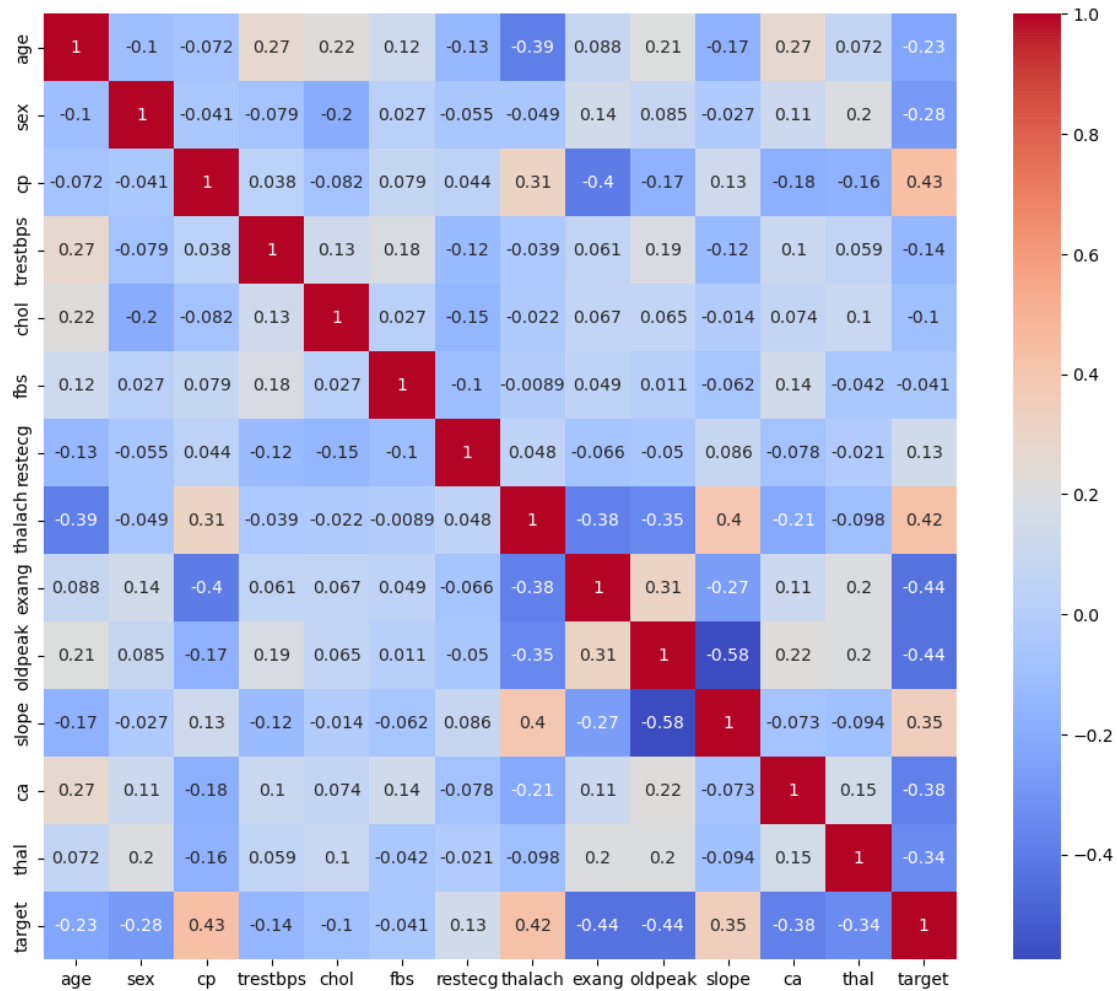 age 1 -0.1 -0.072 0.27 0.22 0.12 -0.13 -0.39 0.088 0.21 -0.17 0.27 0.072 -0.23
sex -0.1 1 -0.041 -0.079 -0.2 0.027 -0.055 -0.049 0.14 0.085 -0.027 0.11 0.2 -0.28
cp -0.072 -0.041 1 0.038 -0.082 0.079 0.044 0.31 -0.4 -0.17 0.13 -0.18 -0.16 0.43
trestbps 0.27 -0.079 0.038 1 0.13 0.18 -0.12 -0.039 0.061 0.19 -0.12 0.1 0.059 -0.14
chol 0.22 -0.2 -0.082 0.13 1 0.027 -0.15 -0.022 0.067 0.065 -0.014 0.074 0.1 -0.1
fbs 0.12 0.027 0.079 0.18 0.027 1 -0.1 -0.0089 0.049 0.011 -0.062 0.14 -0.042 -0.041
restecg -0.13 -0.055 0.044 -0.12 -0.15 -0.1 1 0.048 -0.066 -0.05 0.086 -0.078 -0.021 0.13
thalach -0.39 -0.049 0.31 -0.039 -0.022 -0.0089 0.048 1 -0.38 -0.35 0.4 -0.21 -0.098 0.42
exang 0.088 0.14 -0.4 0.061 0.067 0.049 -0.066 -0.38 1 0.31 -0.27 0.11 0.2 -0.44
oldpeak 0.21 0.085 -0.17 0.19 0.065 0.011 -0.05 -0.35 0.31 1 -0.58 0.22 0.2 -0.44
slope -0.17 -0.027 0.13 -0.12 -0.014 -0.062 0.086 0.4 -0.27 -0.58 1 -0.073 -0.094 0.35
ca 0.27 0.11 -0.18 0.1 0.074 0.14 -0.078 -0.21 0.11 0.22 -0.073 1 0.15 -0.38
thal 0.072 0.2 -0.16 0.059 0.1 -0.042 -0.021 -0.098 0.2 0.2 -0.094 0.15 1 -0.34
target -0.23 -0.28 0.43 -0.14 -0.1 -0.041 0.13 0.42 -0.44 -0.44 0.35 -0.38 -0.34 1
age sex cp trestbps chol fbs restecg thalach exang oldpeak slope ca thal target
1.0
0.8
0.6
0.4
0.2
0.0
−0.2
−0.4